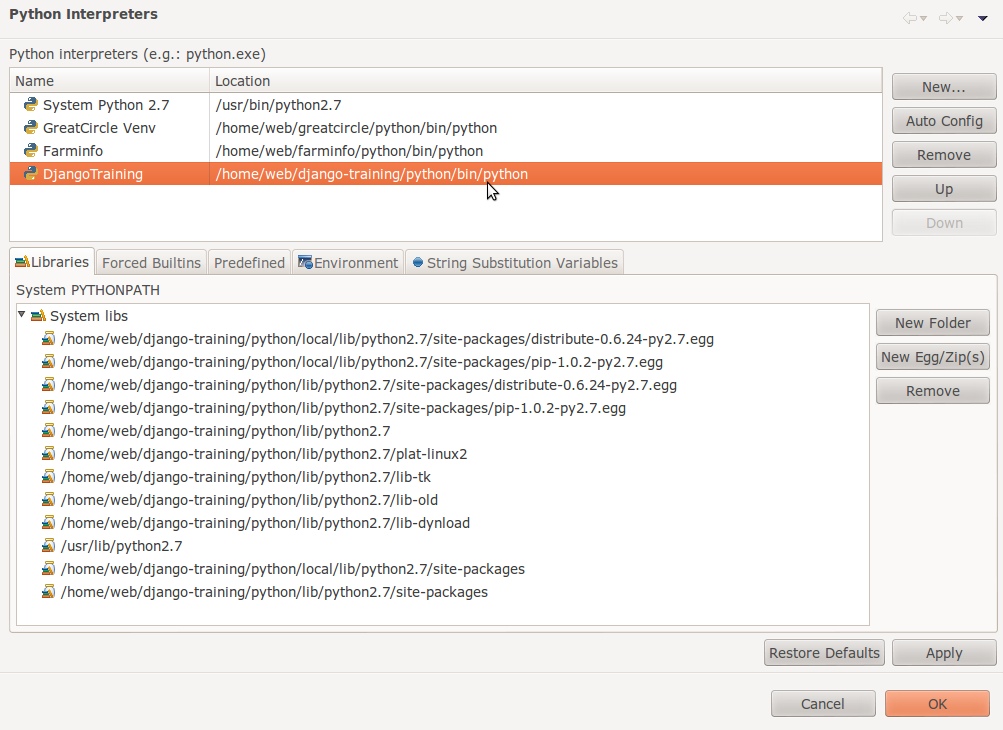 Python Interpreters
Python interpreters (e.g.: python.exe)
Name Location
System Python 2.7 /usr/bin/python2.7
GreatCircle Venv /home/web/greatcircle/python/bin/python
Farminfo /home/web/farminfo/python/bin/python
DjangoTraining /home/web/django-training/python/bin/python
New...
Auto Config
Remove
Up
Down
Libraries Forced Builtins Predefined Environment String Substitution Variables
System PYTHONPATH
System libs
/home/web/django-training/python/local/lib/python2.7/site-packages/distribute-0.6.24-py2.7.egg
/home/web/django-training/python/local/lib/python2.7/site-packages/pip-1.0.2-py2.7.egg
/home/web/django-training/python/lib/python2.7/site-packages/distribute-0.6.24-py2.7.egg
/home/web/django-training/python/lib/python2.7/site-packages/pip-1.0.2-py2.7.egg
/home/web/django-training/python/lib/python2.7
/home/web/django-training/python/lib/python2.7/plat-linux2
/home/web/django-training/python/lib/python2.7/lib-tk
/home/web/django-training/python/lib/python2.7/lib-old
/home/web/django-training/python/lib/python2.7/lib-dynload
/usr/lib/python2.7
/home/web/django-training/python/local/lib/python2.7/site-packages
/home/web/django-training/python/lib/python2.7/site-packages
New Folder
New Egg/Zip(s)
Remove
Restore Defaults Apply
Cancel OK